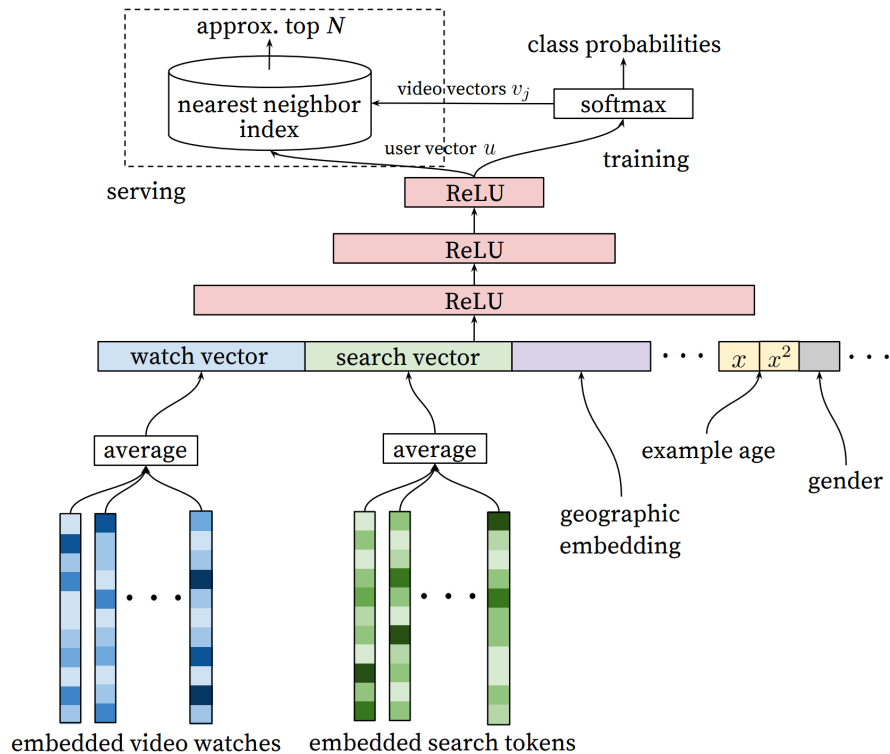 approx. top N
class probabilities
nearest neighbor
index
video vectors v_j
softmax
user vector u
training
serving
ReLU
ReLU
ReLU
watch vector
search vector
x
x²
average
average
example age
gender
geographic
embedding
embedded video watches
embedded search tokens